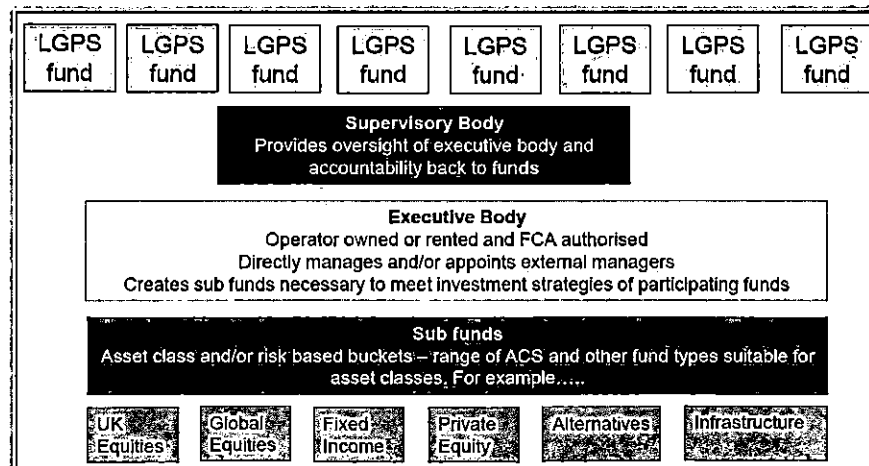 LGPS LGPS LGPS LGPS LGPS LGPS LGPS LGPS
fund fund fund fund fund fund fund fund
Supervisory Body
Provides oversight of executive body and
accountability back to funds
Executive Body
Operator owned or rented and FCA authorised
Directly manages and/or appoints external managers
Creates sub funds necessary to meet investment strategies of participating funds
Sub funds
Asset class and/or risk based buckets – range of ACS and other fund types suitable for
asset classes. For example.....
UK Global Fixed Private Alternatives Infrastructure
Equities Equities Income Equity